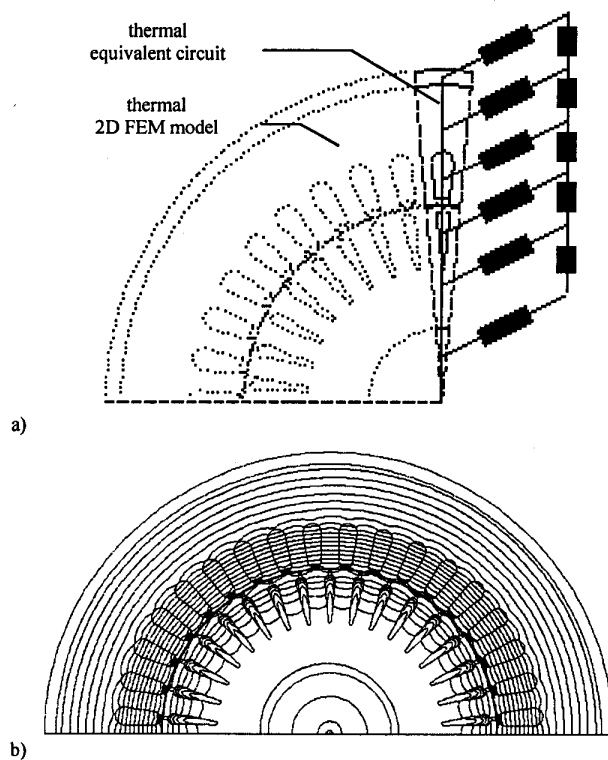 thermal
equivalent circuit
thermal
2D FEM model
a)
b)